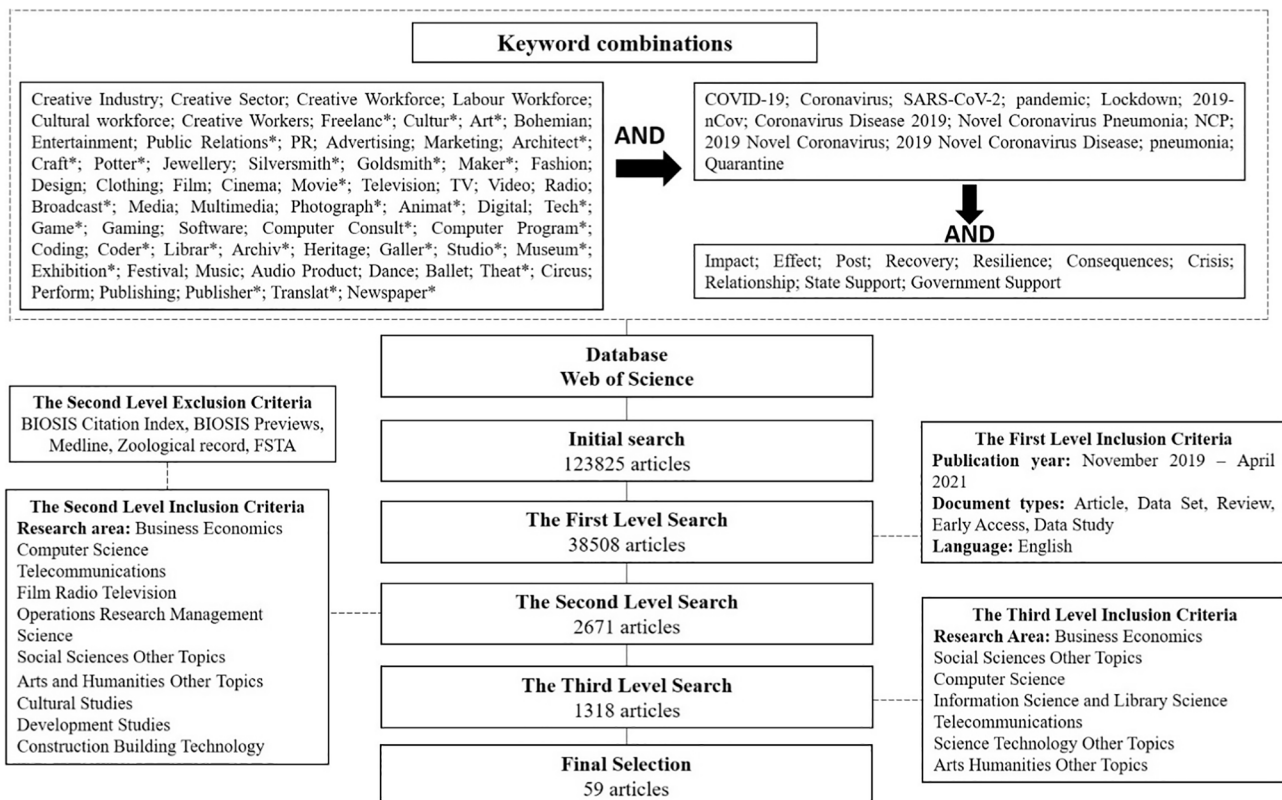 Keyword combinations
Creative Industry; Creative Sector; Creative Workforce; Labour Workforce;
Cultural workforce; Creative Workers; Freelanc*; Cultur*; Art*; Bohemian;
Entertainment; Public Relations*; PR; Advertising; Marketing; Architect*;
Craft*; Potter*; Jewellery; Silversmith*; Goldsmith*; Maker*; Fashion;
Design; Clothing; Film; Cinema; Movie*; Television; TV; Video; Radio;
Broadcast*; Media; Multimedia; Photograph*; Animat*; Digital; Tech*;
Game*; Gaming; Software; Computer Consult*; Computer Program*;
Coding; Coder*; Librar*; Archiv*; Heritage; Galler*; Studio*; Museum*;
Exhibition*; Festival; Music; Audio Product; Dance; Ballet; Theat*; Circus;
Perform; Publishing; Publisher*; Translat*; Newspaper*
AND
COVID-19; Coronavirus; SARS-CoV-2; pandemic; Lockdown; 2019-
nCov; Coronavirus Disease 2019; Novel Coronavirus Pneumonia; NCP;
2019 Novel Coronavirus; 2019 Novel Coronavirus Disease; pneumonia;
Quarantine
AND
Impact; Effect; Post; Recovery; Resilience; Consequences; Crisis;
Relationship; State Support; Government Support
Database
Web of Science
Initial search
123825 articles
The First Level Search
38508 articles
The First Level Inclusion Criteria
Publication year: November 2019 – April
2021
Document types: Article, Data Set, Review,
Early Access, Data Study
Language: English
The Second Level Exclusion Criteria
BIOSIS Citation Index, BIOSIS Previews,
Medline, Zoological record, FSTA
The Second Level Inclusion Criteria
Research area: Business Economics
Computer Science
Telecommunications
Film Radio Television
Operations Research Management
Science
Social Sciences Other Topics
Arts and Humanities Other Topics
Cultural Studies
Development Studies
Construction Building Technology
The Second Level Search
2671 articles
The Third Level Search
1318 articles
The Third Level Inclusion Criteria
Research Area: Business Economics
Social Sciences Other Topics
Computer Science
Information Science and Library Science
Telecommunications
Science Technology Other Topics
Arts Humanities Other Topics
Final Selection
59 articles